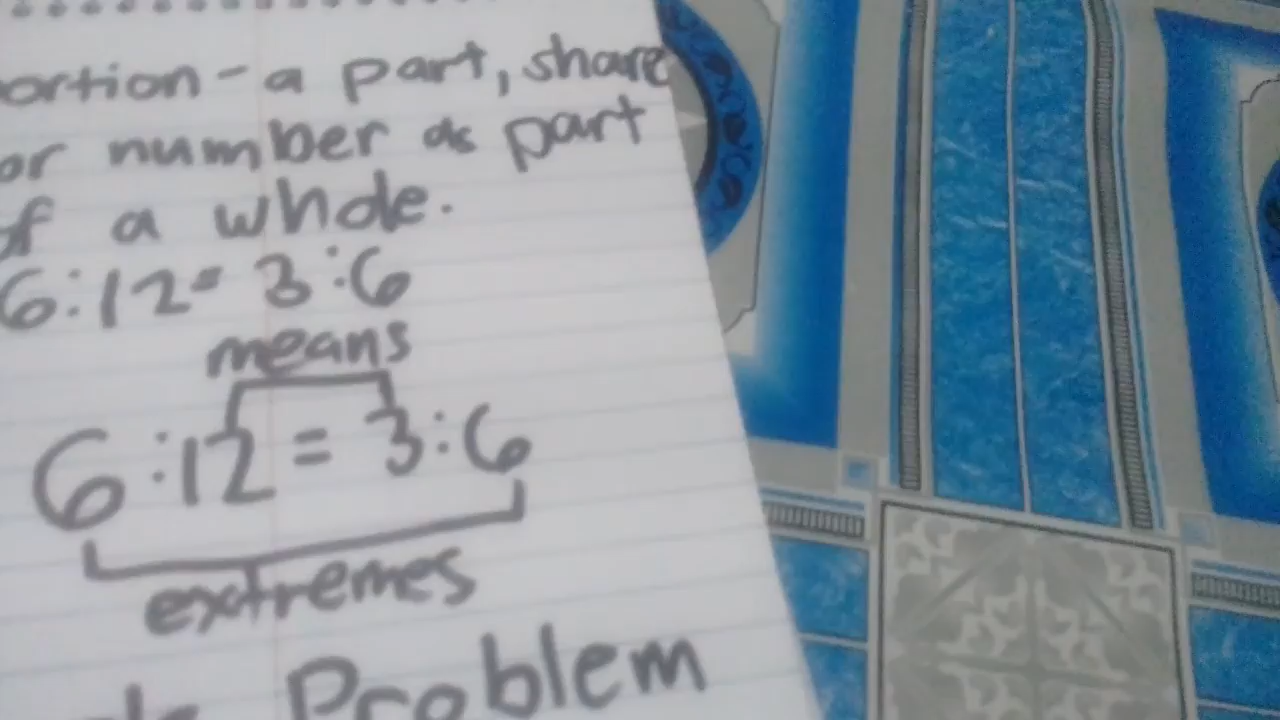 ortion - a part, share
or number as part
of a whole.
6:12 = 3:6
means
6:12 = 3:6
extremes
Problem